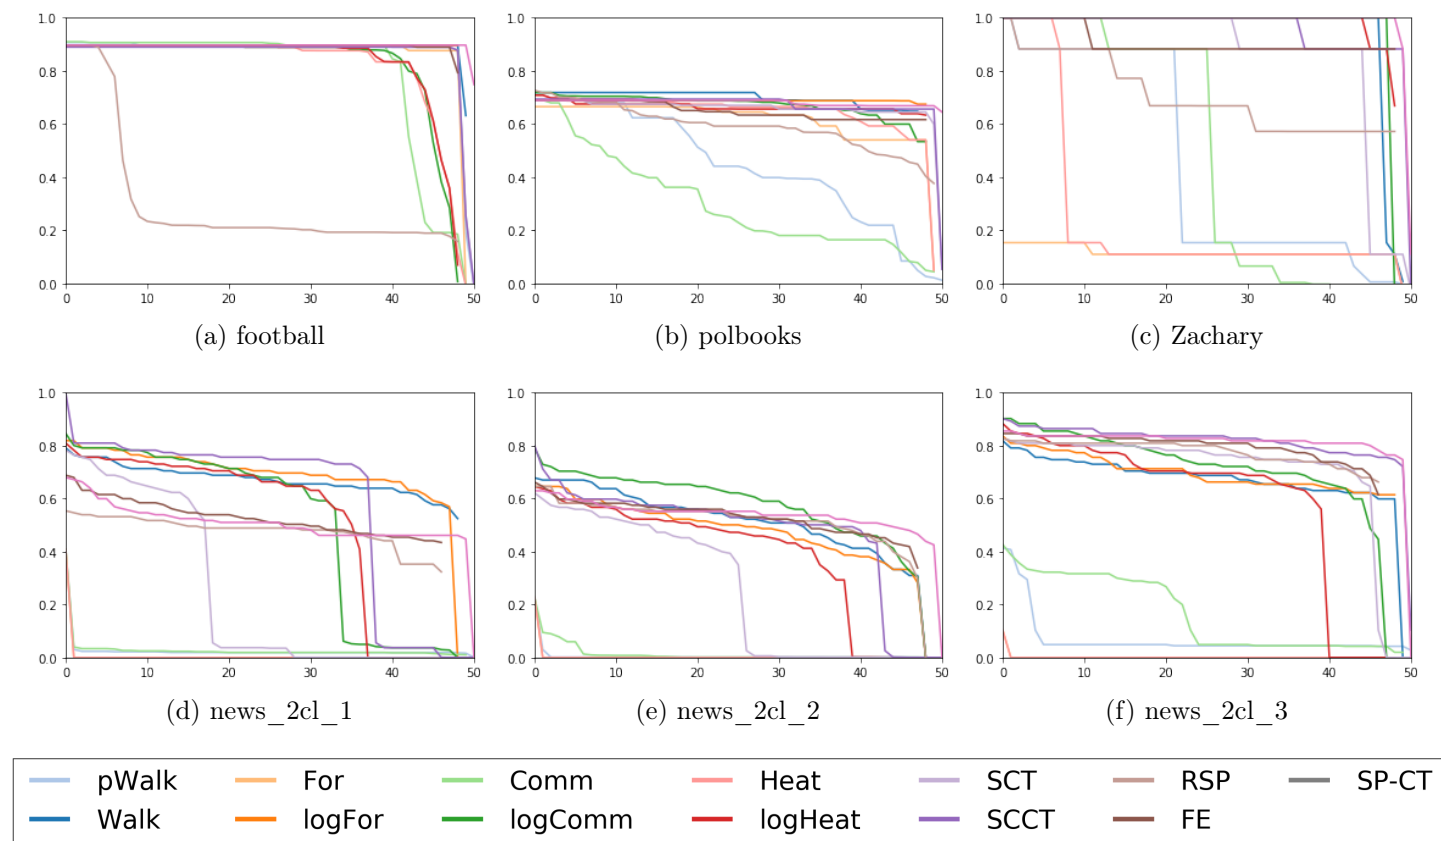 1.0 1.0 1.0
0.8 0.8 0.8
0.6 0.6 0.6
0.4 0.4 0.4
0.2 0.2 0.2
0.0 0.0 0.0
0 10 20 30 40 50 0 10 20 30 40 50 0 10 20 30 40 50
(a) football (b) polbooks (c) Zachary
1.0 1.0 1.0
0.8 0.8 0.8
0.6 0.6 0.6
0.4 0.4 0.4
0.2 0.2 0.2
0.0 0.0 0.0
0 10 20 30 40 50 0 10 20 30 40 50 0 10 20 30 40 50
(d) news_2cl_1 (e) news_2cl_2 (f) news_2cl_3
pWalk For Comm Heat SCT RSP SP-CT
Walk logFor logComm logHeat SCCT FE